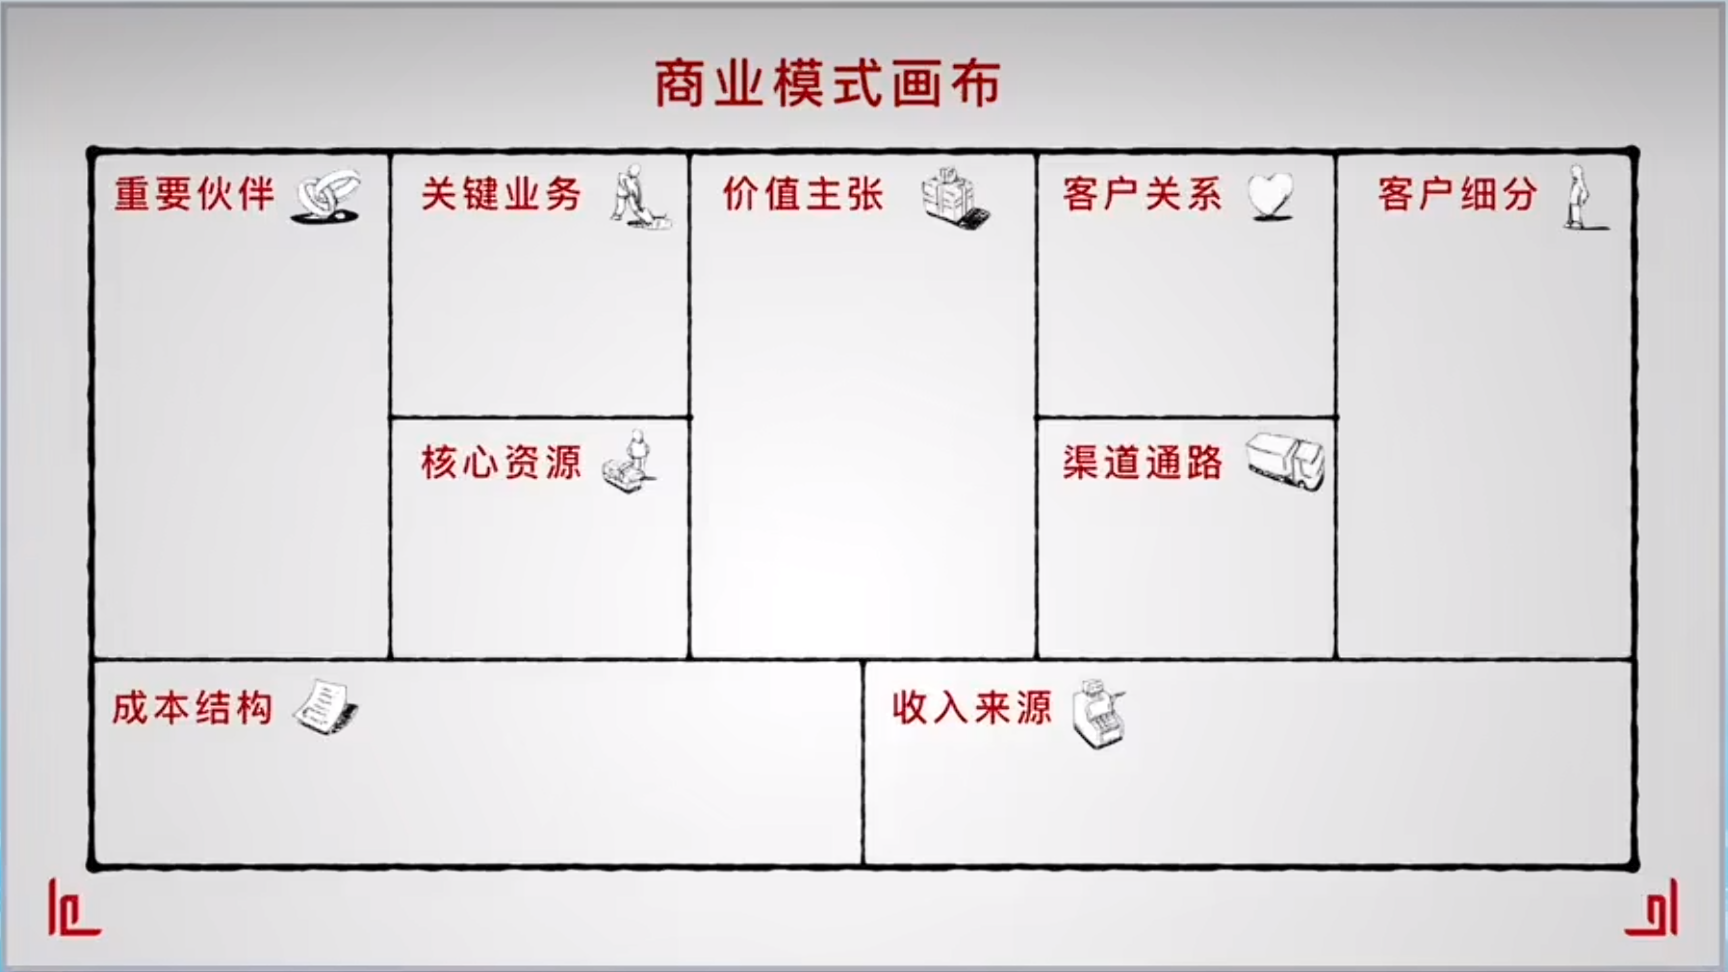 商业模式画布
重要伙伴
关键业务
价值主张
客户关系
客户细分
核心资源
渠道通路
成本结构
收入来源